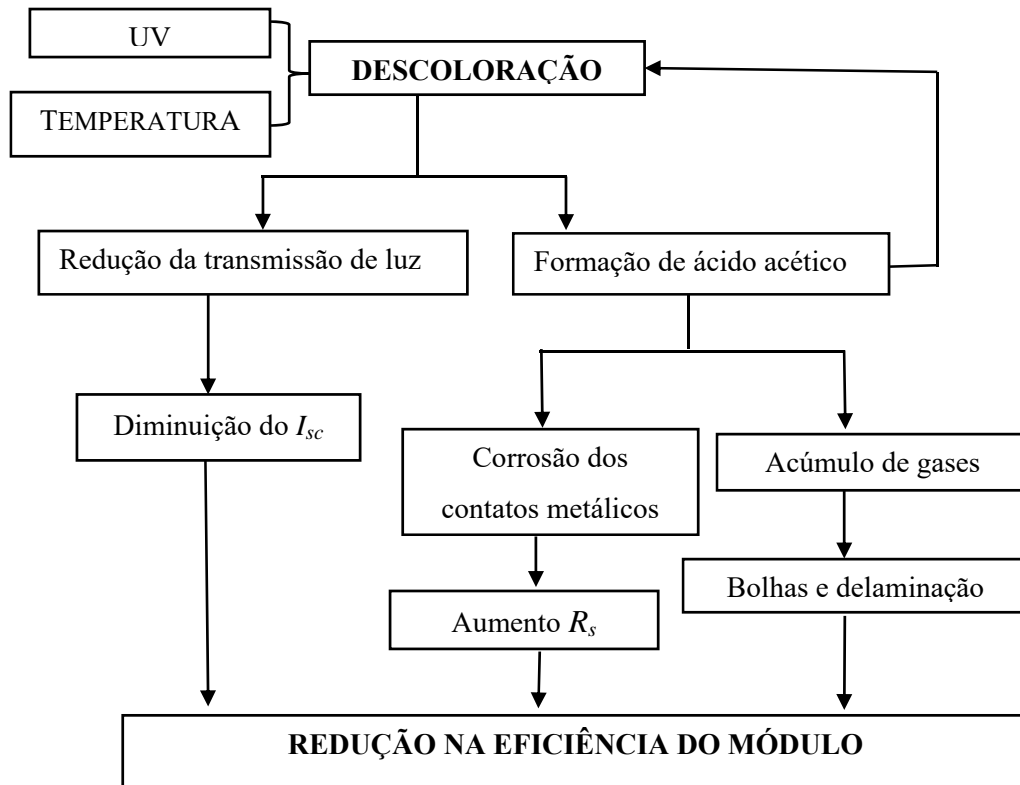 UV
DESCOLORAÇÃO
TEMPERATURA
Redução da transmissão de luz
Formação de ácido acético
Diminuição do Isc
Corrosão dos
contatos metálicos
Acúmulo de gases
Aumento Rs
Bolhas e delaminação
REDUÇÃO NA EFICIÊNCIA DO MÓDULO